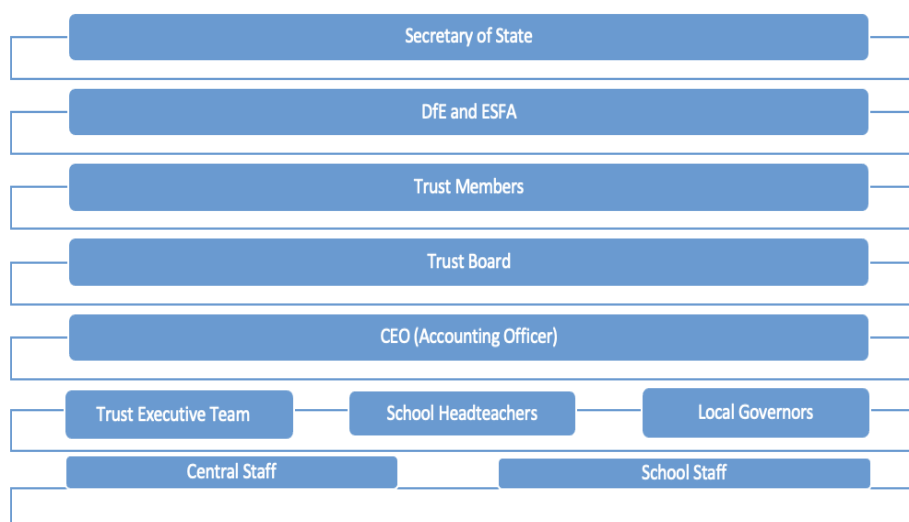 Secretary of State
DfE and ESFA
Trust Members
Trust Board
CEO (Accounting Officer)
Trust Executive Team
School Headteachers
Local Governors
Central Staff
School Staff